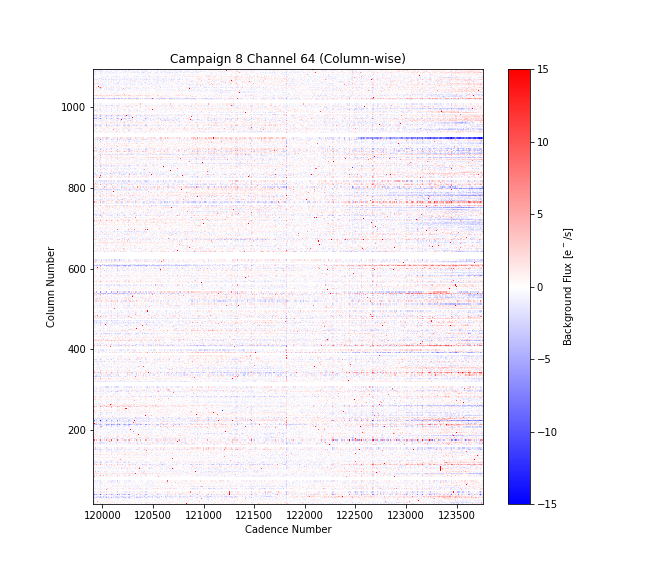 Campaign 8 Channel 64 (Column-wise)
1000
800
600
400
200
Column Number
120000 120500 121000 121500 122000 122500 123000 123500
Cadence Number
15
10
5
0
−5
−10
−15
Background Flux [e⁻/s]